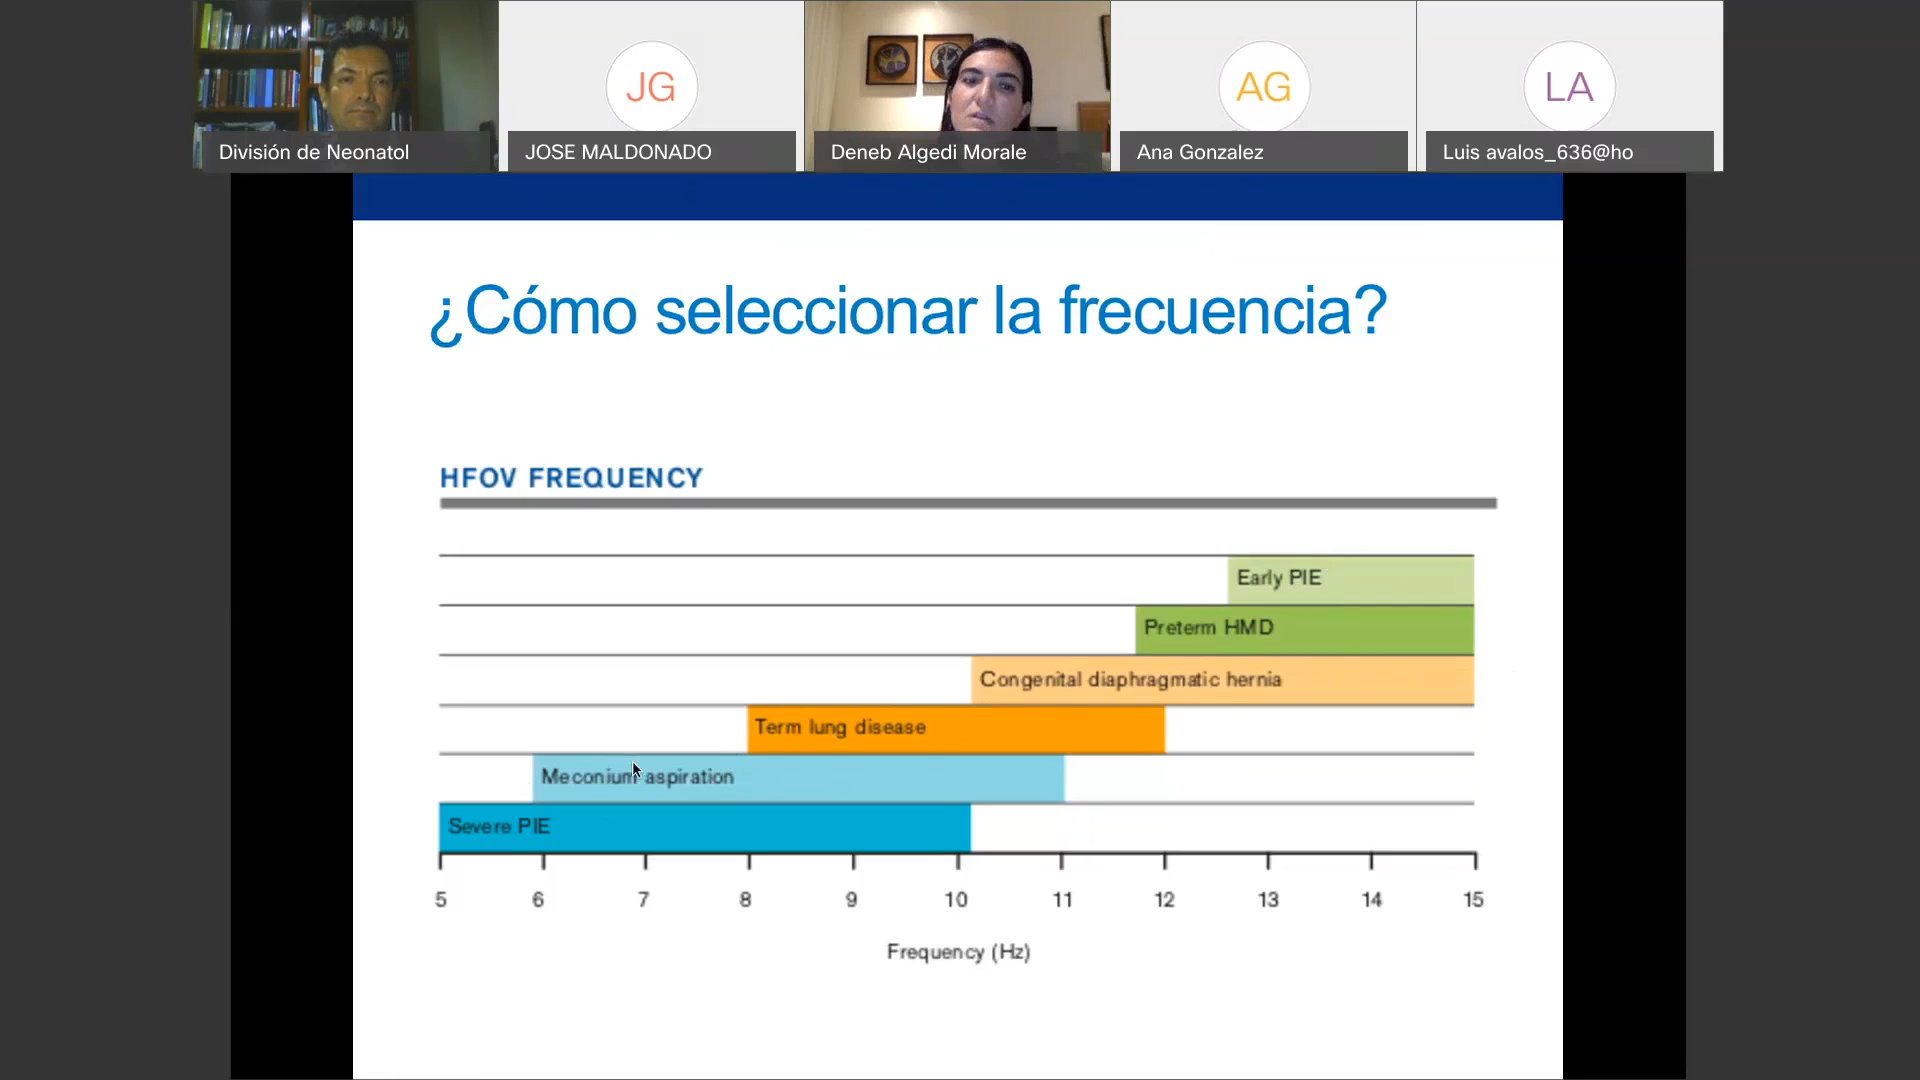 JG
AG
LA
División de Neonatol
JOSE MALDONADO
Deneb Algedi Morale
Ana Gonzalez
Luis avalos_636@ho
¿Cómo seleccionar la frecuencia?
HFOV FREQUENCY
Early PIE
Preterm HMD
Congenital diaphragmatic hernia
Term lung disease
Meconium aspiration
Severe PIE
5 6 7 8 9 10 11 12 13 14 15
Frequency (Hz)